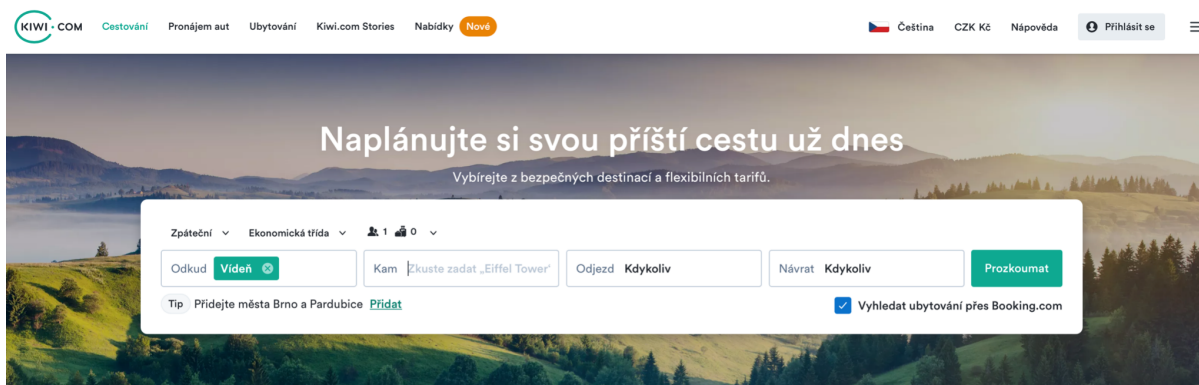 KIWI·COM Cestování Pronájem aut Ubytování Kiwi.com Stories Nabídky Nové Čeština CZK Kč Nápověda Přihlásit se
Naplánujte si svou příští cestu už dnes
Vybírejte z bezpečných destinací a flexibilních tarifů.
Zpáteční Ekonomická třída 1 0
Odkud Vídeň Kam Zkuste zadat „Eiffel Tower" Odjezd Kdykoliv Návrat Kdykoliv Prozkoumat
Tip Přidejte města Brno a Pardubice Přidat Vyhledat ubytování přes Booking.com